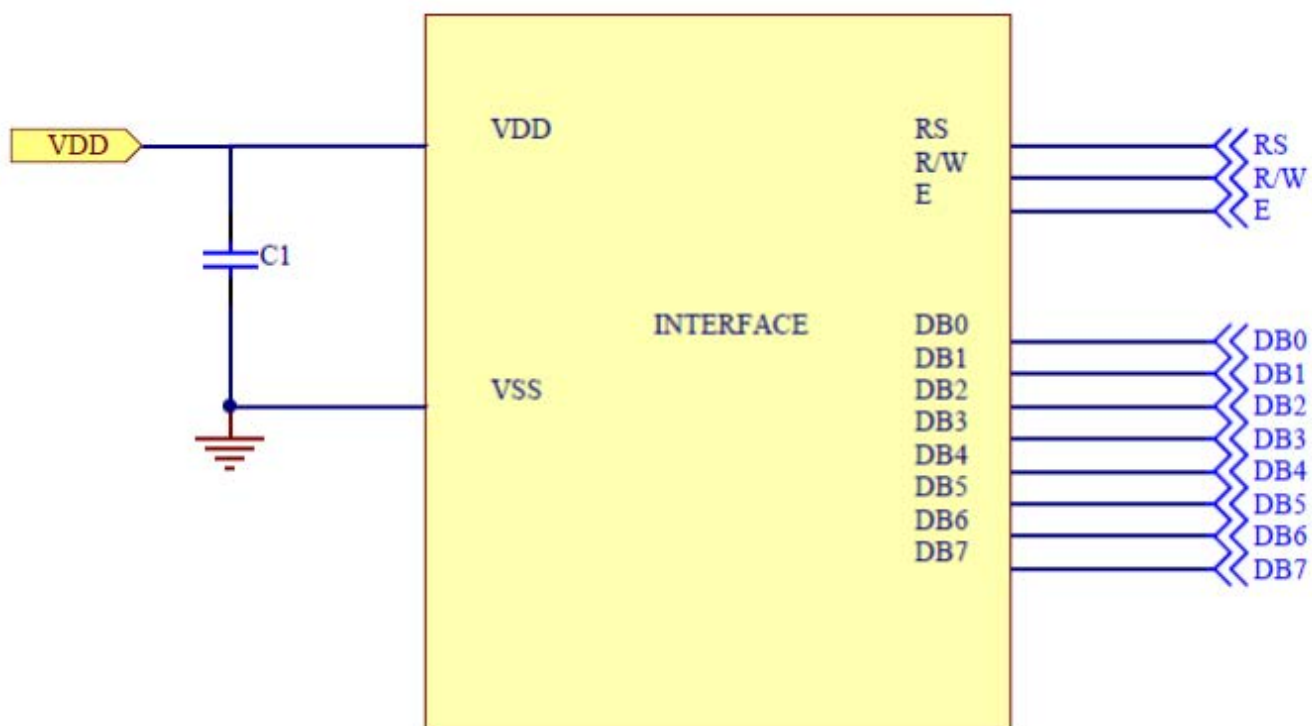 VDD
VDD
C1
VSS
INTERFACE
RS
R/W
E
DB0
DB1
DB2
DB3
DB4
DB5
DB6
DB7
RS
R/W
E
DB0
DB1
DB2
DB3
DB4
DB5
DB6
DB7